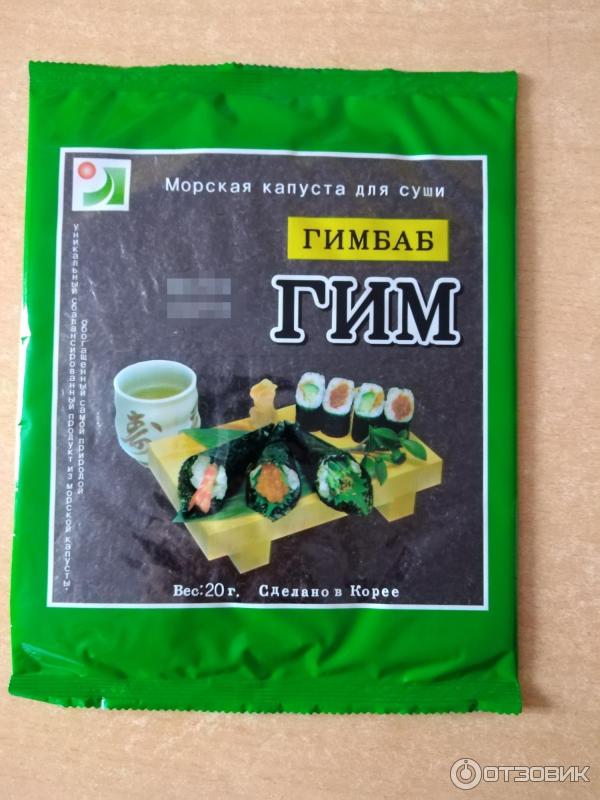 Морская капуста для суши
ГИМБАБ
ГИМ
уникальный сбалансированный продукт из морской капусты,
обогащенный самой природой.
寿
Вес:20 г. Сделано в Корее
ОТЗОВИК